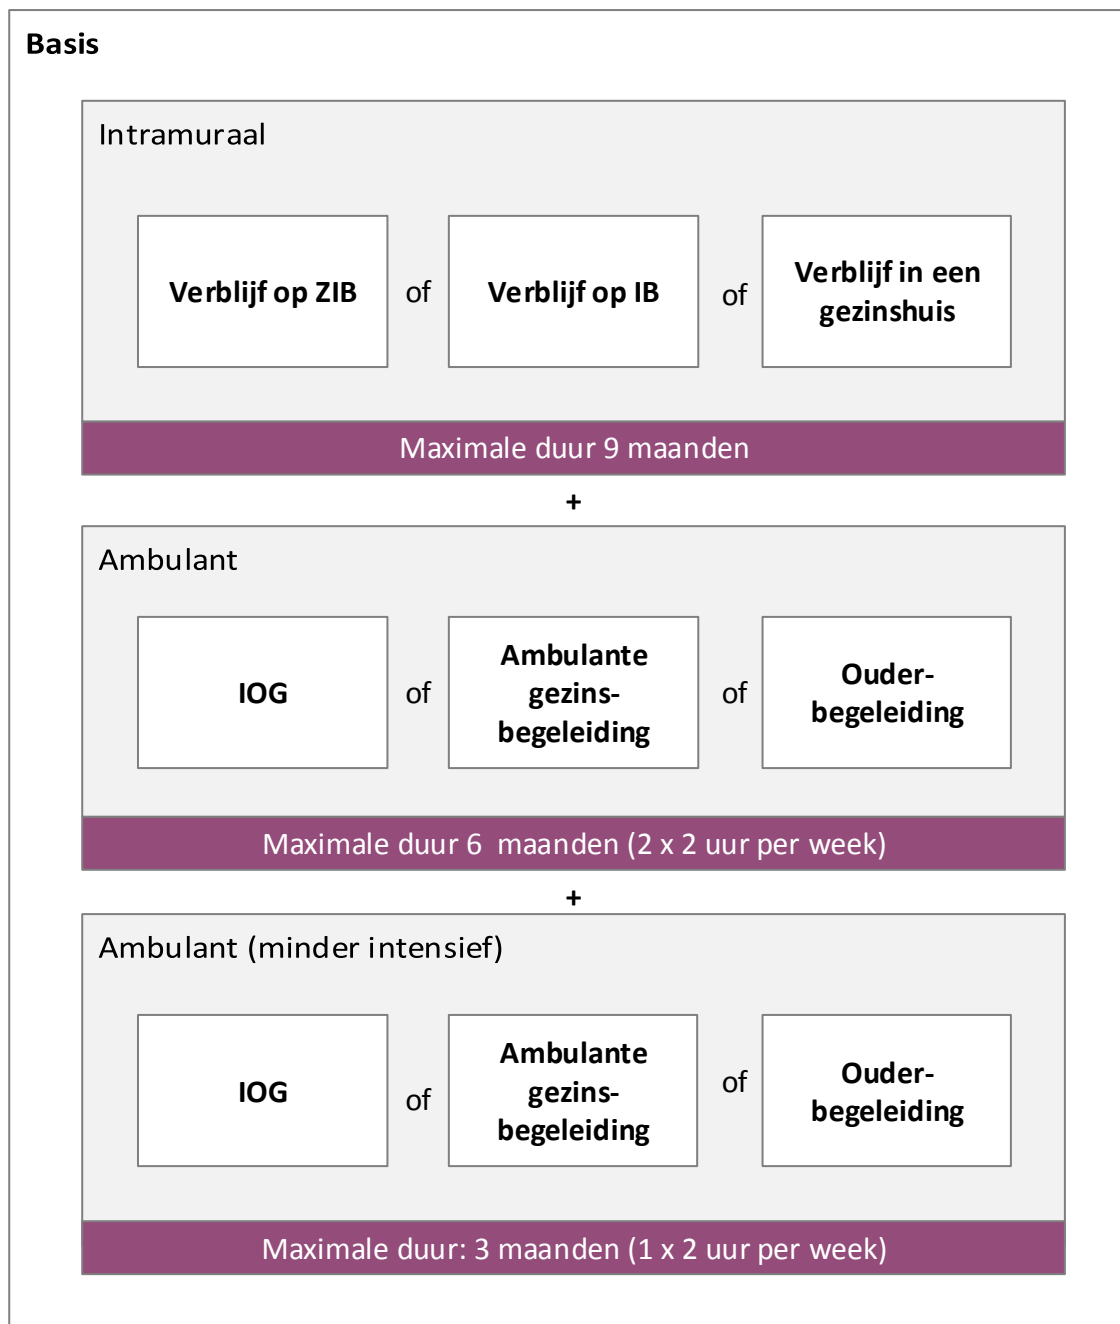 Basis
Intramuraal
Verblijf op ZIB
of
Verblijf op IB
of
Verblijf in een
gezinshuis
Maximale duur 9 maanden
+
Ambulant
IOG
of
Ambulante
gezins-
begeleiding
of
Ouder-
begeleiding
Maximale duur 6 maanden (2 x 2 uur per week)
+
Ambulant (minder intensief)
IOG
of
Ambulante
gezins-
begeleiding
of
Ouder-
begeleiding
Maximale duur: 3 maanden (1 x 2 uur per week)